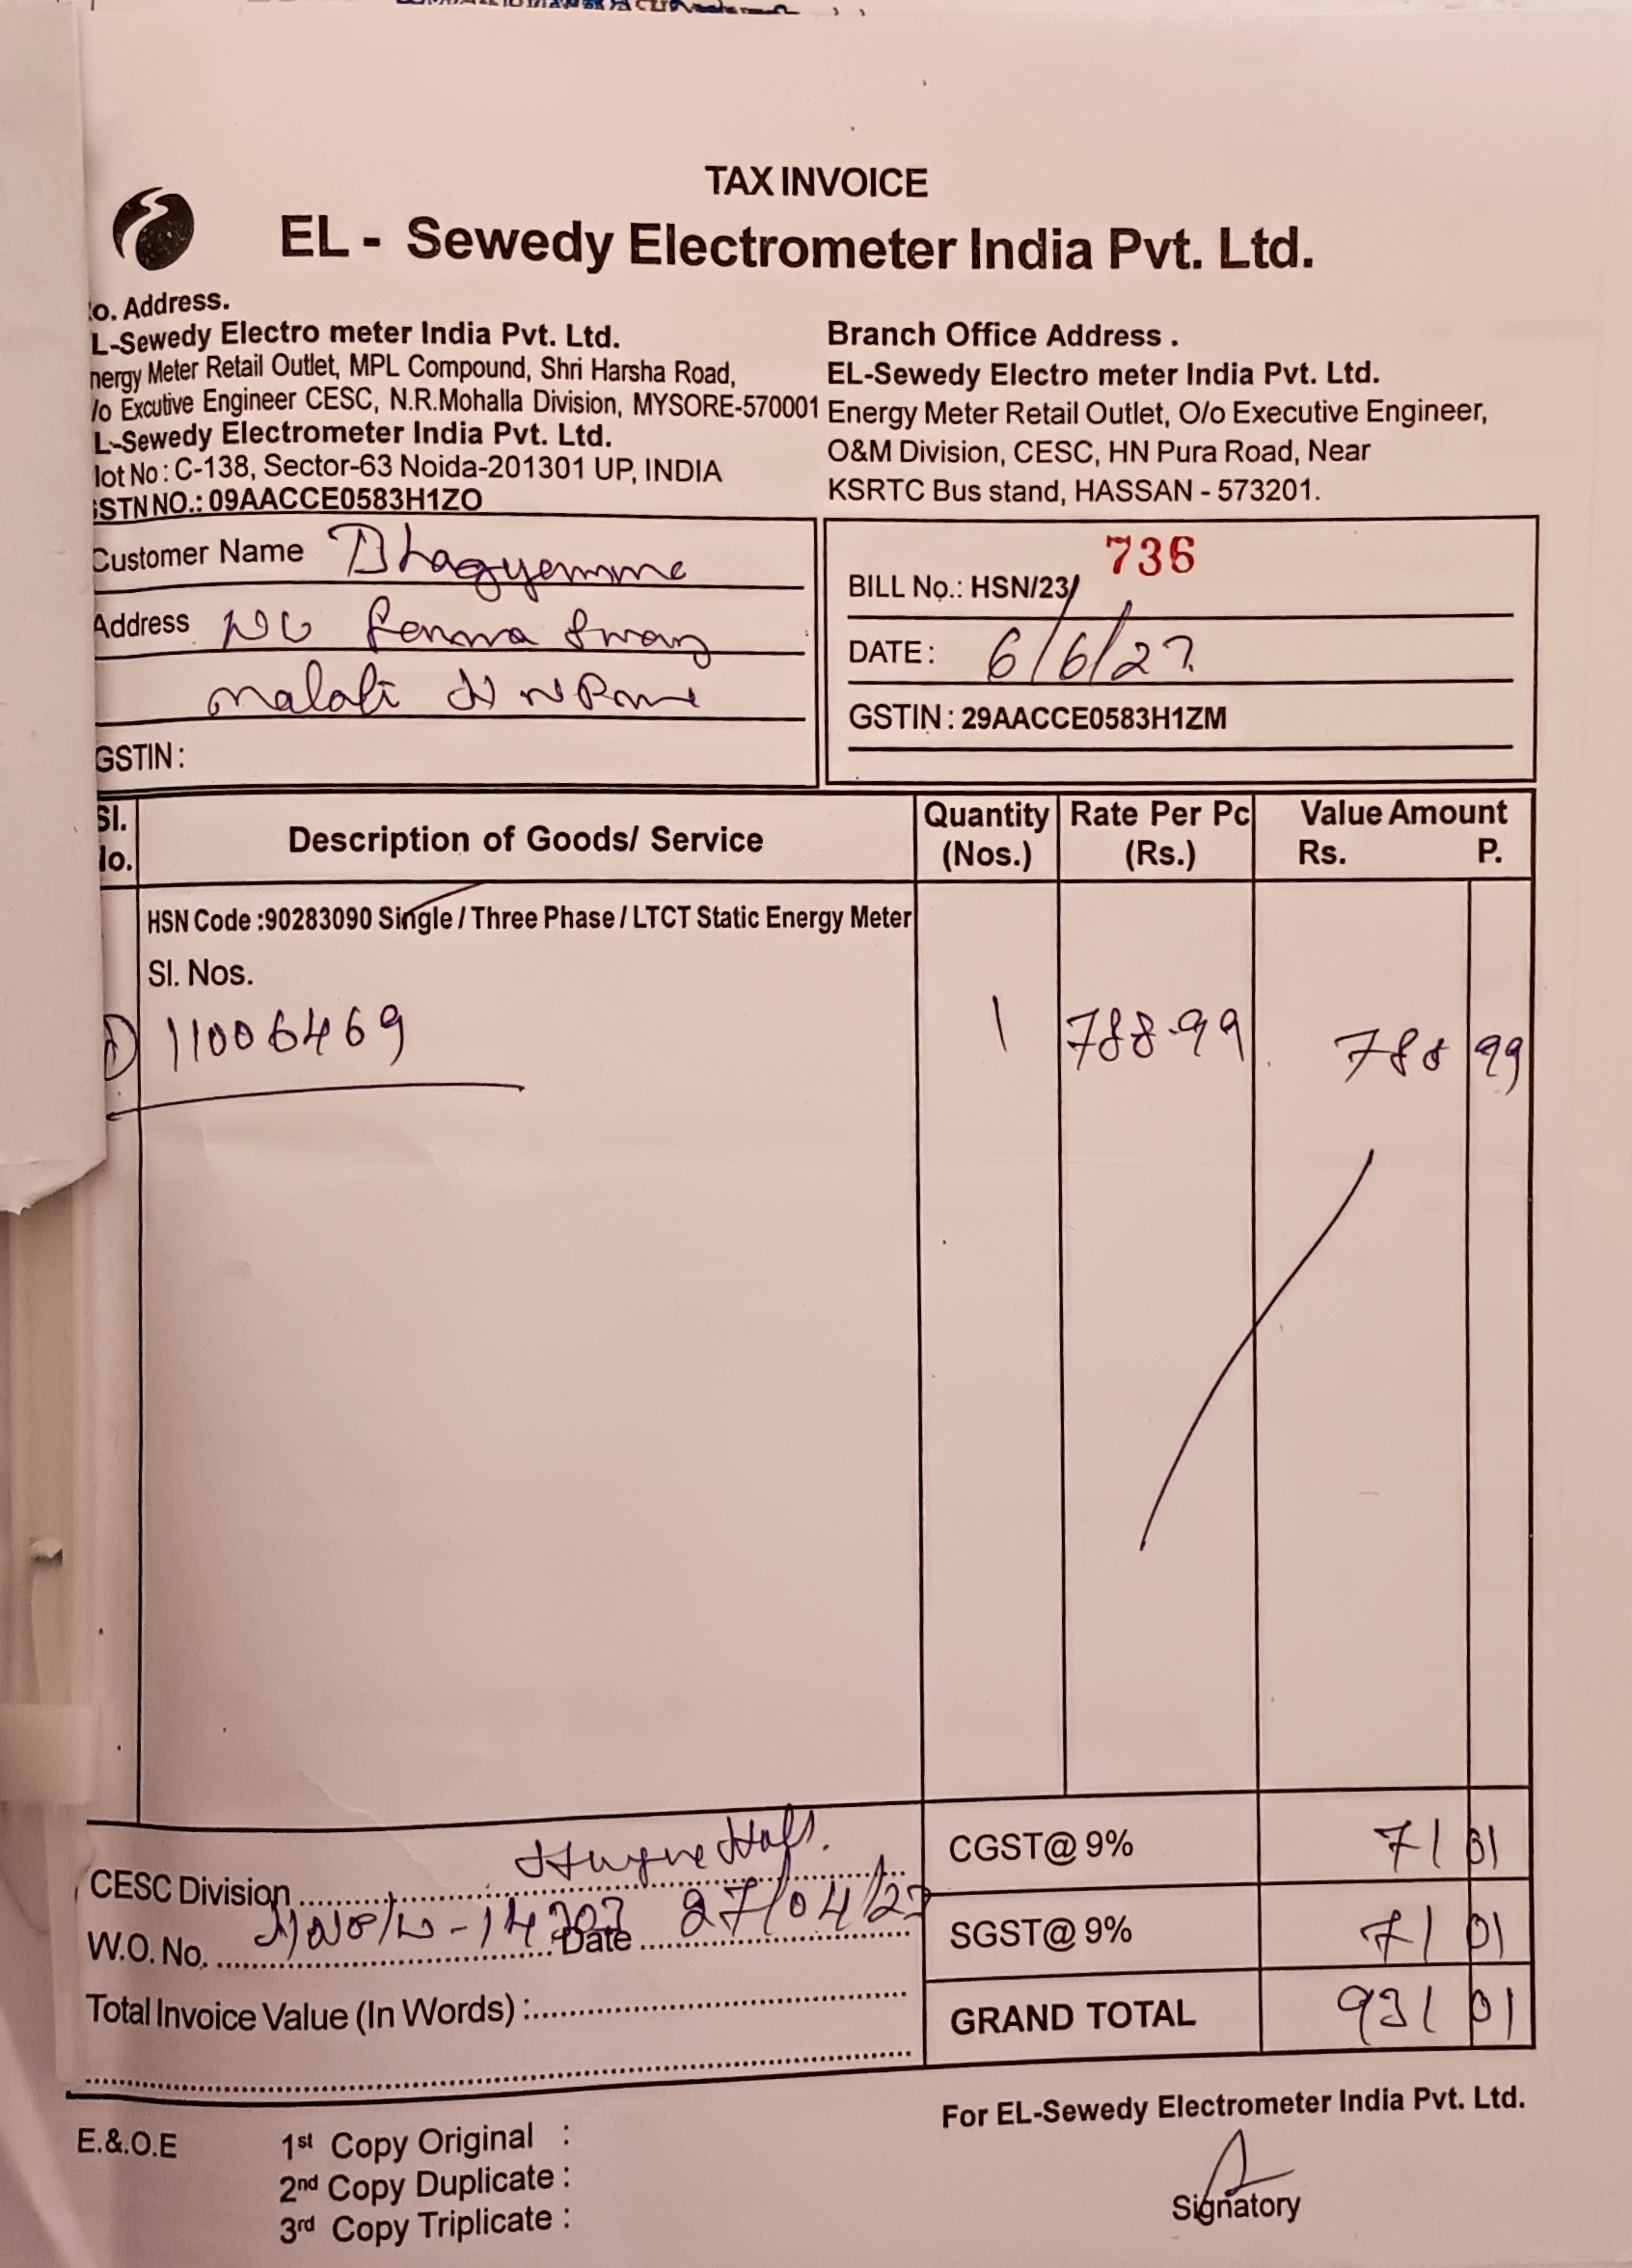 TAX INVOICE
EL - Sewedy Electrometer India Pvt. Ltd.
o. Address.
L-Sewedy Electro meter India Pvt. Ltd.
nergy Meter Retail Outlet, MPL Compound, Shri Harsha Road,
/o Excutive Engineer CESC, N.R.Mohalla Division, MYSORE-570001
L-Sewedy Electrometer India Pvt. Ltd.
lot No : C-138, Sector-63 Noida-201301 UP, INDIA
STN NO.: 09AACCE0583H1ZO
Branch Office Address .
EL-Sewedy Electro meter India Pvt. Ltd.
Energy Meter Retail Outlet, O/o Executive Engineer,
O&M Division, CESC, HN Pura Road, Near
KSRTC Bus stand, HASSAN - 573201.
Customer Name Bhagyamma
Address
GSTIN :
BILL No.: HSN/23/ 736
DATE : 6/6/23
GSTIN : 29AACCE0583H1ZM
Sl. No.
Description of Goods/ Service
Quantity (Nos.)
Rate Per Pc (Rs.)
Value Amount
Rs. P.
HSN Code :90283090 Single / Three Phase / LTCT Static Energy Meter
Sl. Nos.
1) 11006469 1 788.99 788 99
CESC Division
W.O. No. Date 27/04/23
Total Invoice Value (In Words) :
CGST@ 9% 71 01
SGST@ 9% 71 01
GRAND TOTAL 931 01
For EL-Sewedy Electrometer India Pvt. Ltd.
Signatory
E.&.O.E
1st Copy Original :
2nd Copy Duplicate :
3rd Copy Triplicate :